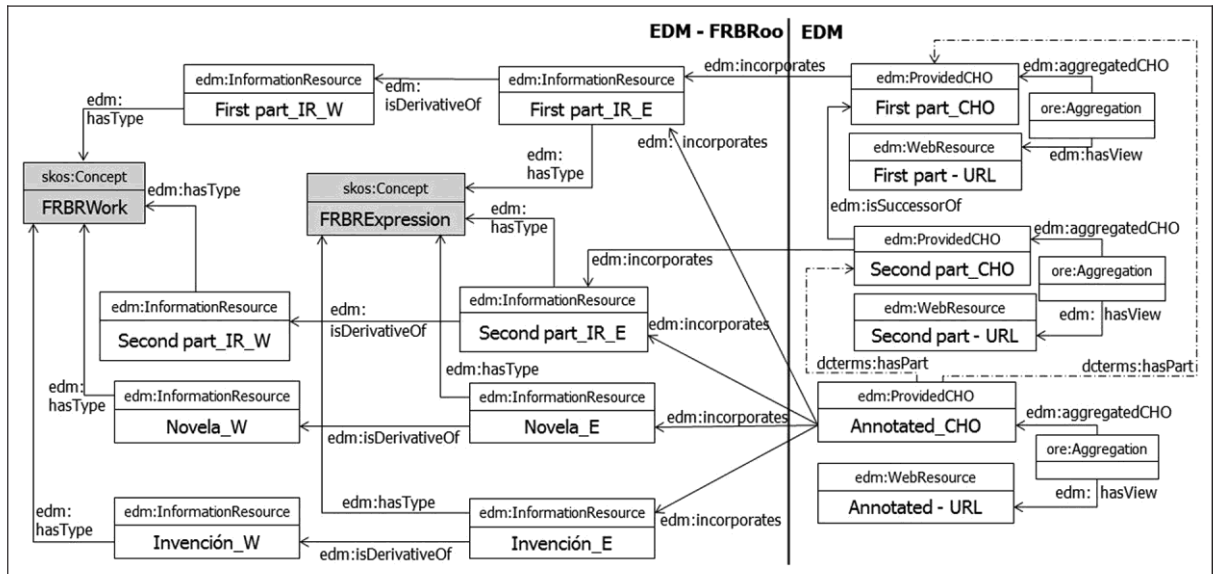 EDM - FRBRoo
EDM
edm:InformationResource
First part_IR_W
edm:
isDerivativeOf
edm:InformationResource
First part_IR_E
edm:incorporates
edm:ProvidedCHO
First part_CHO
edm:aggregatedCHO
ore:Aggregation
edm:
hasType
edm: incorporates
edm:WebResource
First part - URL
edm:hasView
edm:
hasType
skos:Concept
FRBRWork
edm:hasType
skos:Concept
FRBRExpression
edm:
hasType
edm:isSuccessorOf
edm:ProvidedCHO
Second part_CHO
edm:aggregatedCHO
ore:Aggregation
edm:incorporates
edm:InformationResource
Second part_IR_W
edm:
isDerivativeOf
edm:InformationResource
Second part_IR_E
edm:incorporates
edm:WebResource
Second part - URL
edm: hasView
dcterms:hasPart
dcterms:hasPart
edm:
hasType
edm:InformationResource
Novela_W
edm:isDerivativeOf
edm:hasType
edm:InformationResource
Novela_E
edm:incorporates
edm:ProvidedCHO
Annotated_CHO
edm:aggregatedCHO
ore:Aggregation
edm:WebResource
Annotated - URL
edm: hasView
edm:
hasType
edm:InformationResource
Invención_W
edm:hasType
edm:isDerivativeOf
edm:InformationResource
Invención_E
edm:incorporates